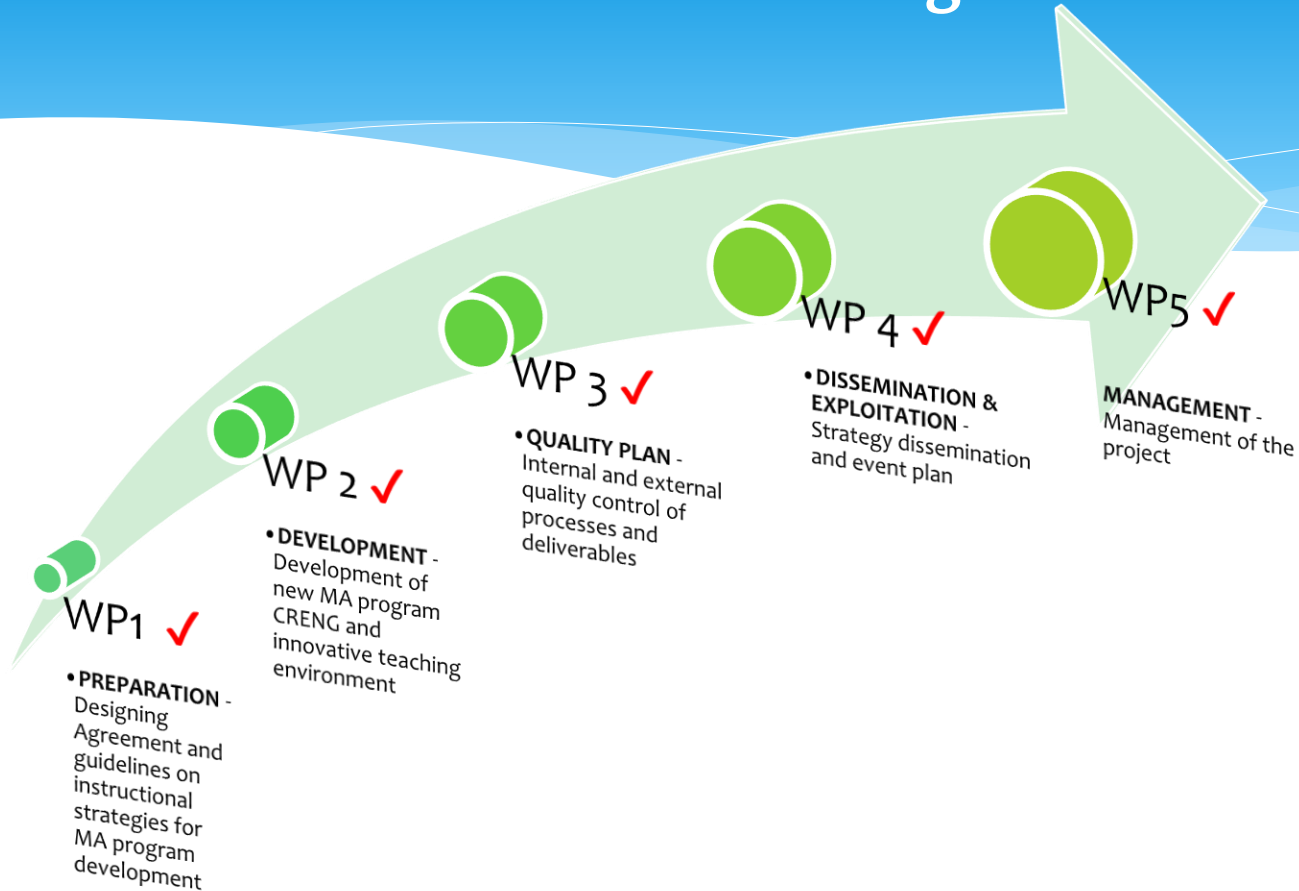 WP1
•PREPARATION -
Designing
Agreement and
guidelines on
instructional
strategies for
MA program
development
WP 2
•DEVELOPMENT -
Development of
new MA program
CRENG and
innovative teaching
environment
WP 3
•QUALITY PLAN -
Internal and external
quality control of
processes and
deliverables
WP 4
•DISSEMINATION &
EXPLOITATION -
Strategy dissemination
and event plan
WP5
MANAGEMENT -
Management of the
project